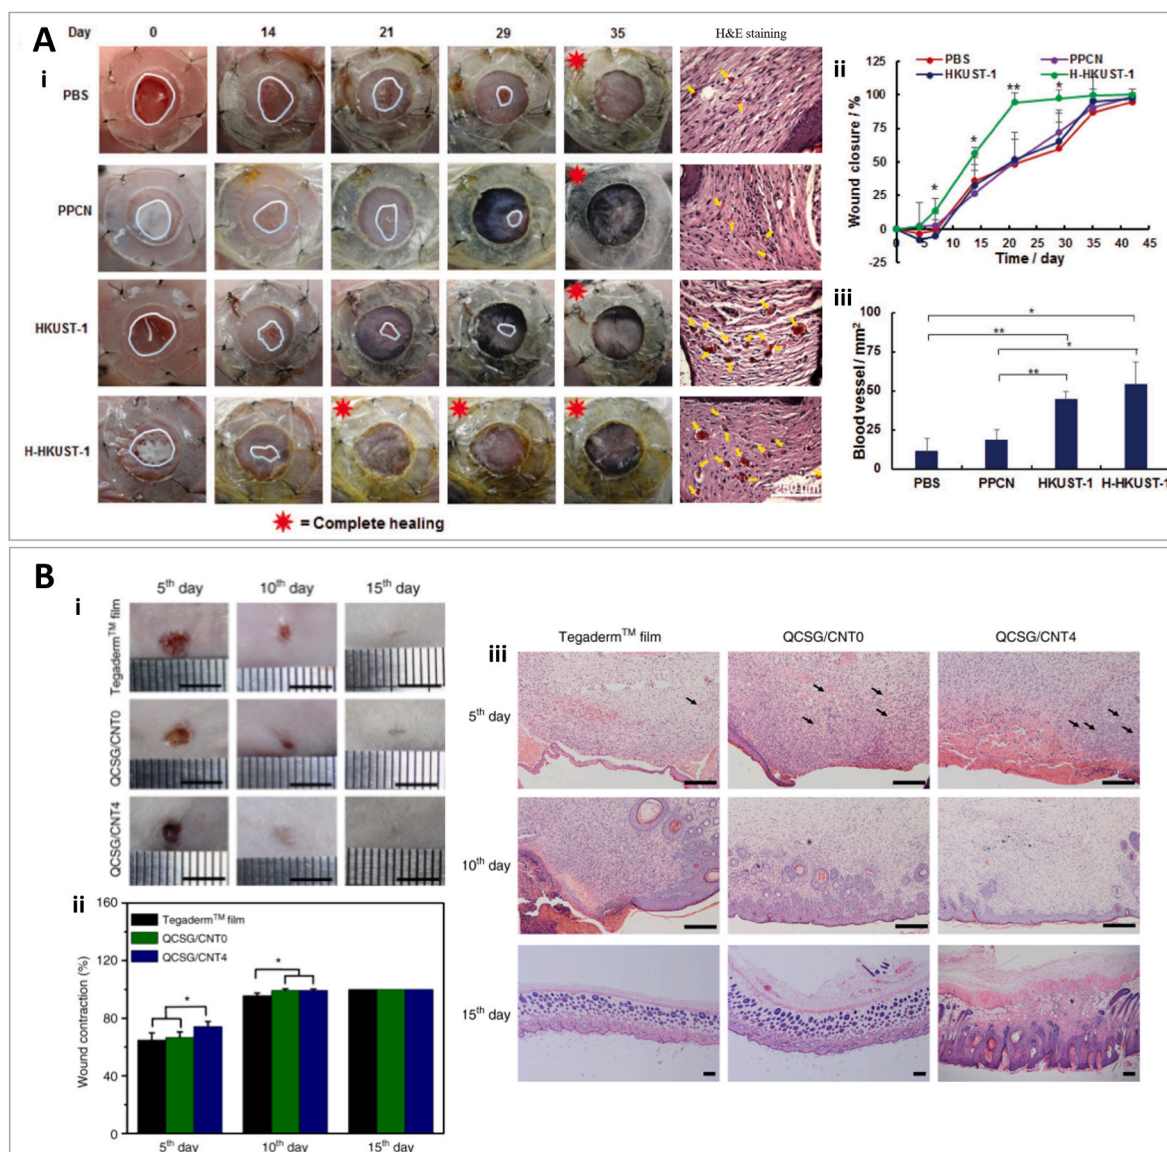 A
Day 0 14 21 29 35 H&E staining
i
PBS
PPCN
HKUST-1
H-HKUST-1
250 µm
= Complete healing
ii
PBS PPCN
HKUST-1 H-HKUST-1
Wound closure / %
125
100
75
50
25
0
-25
* * ** *
0 5 10 15 20 25 30 35 40 45
Time / day
iii
Blood vessel / mm²
100
75
50
25
0
*
**
*
**
PBS PPCN HKUST-1 H-HKUST-1
B
i
5th day 10th day 15th day
Tegaderm™ film
QCSG/CNT0
QCSG/CNT4
ii
Wound contraction (%)
160
120
80
40
0
Tegaderm™ film
QCSG/CNT0
QCSG/CNT4
* *
5th day 10th day 15th day
iii
Tegaderm™ film QCSG/CNT0 QCSG/CNT4
5th day
10th day
15th day